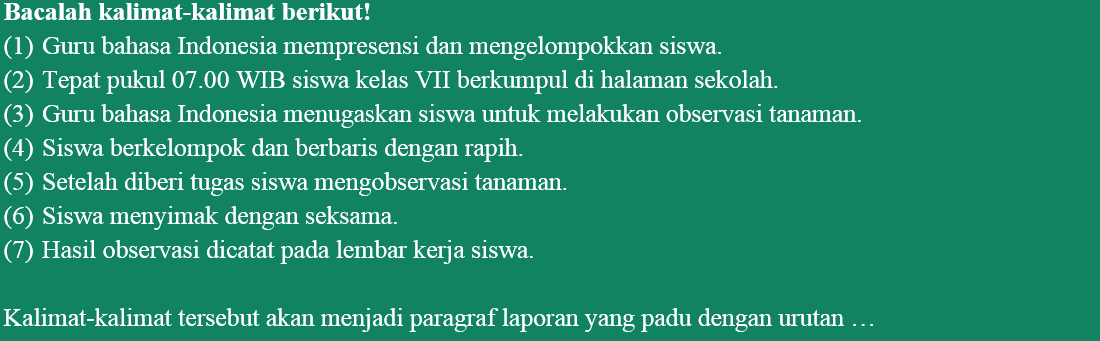 Bacalah kalimat-kalimat berikut!
(1) Guru bahasa Indonesia mempresensi dan mengelompokkan siswa.
(2) Tepat pukul 07.00 WIB siswa kelas VII berkumpul di halaman sekolah.
(3) Guru bahasa Indonesia menugaskan siswa untuk melakukan observasi tanaman.
(4) Siswa berkelompok dan berbaris dengan rapih.
(5) Setelah diberi tugas siswa mengobservasi tanaman.
(6) Siswa menyimak dengan seksama.
(7) Hasil observasi dicatat pada lembar kerja siswa.
Kalimat-kalimat tersebut akan menjadi paragraf laporan yang padu dengan urutan …